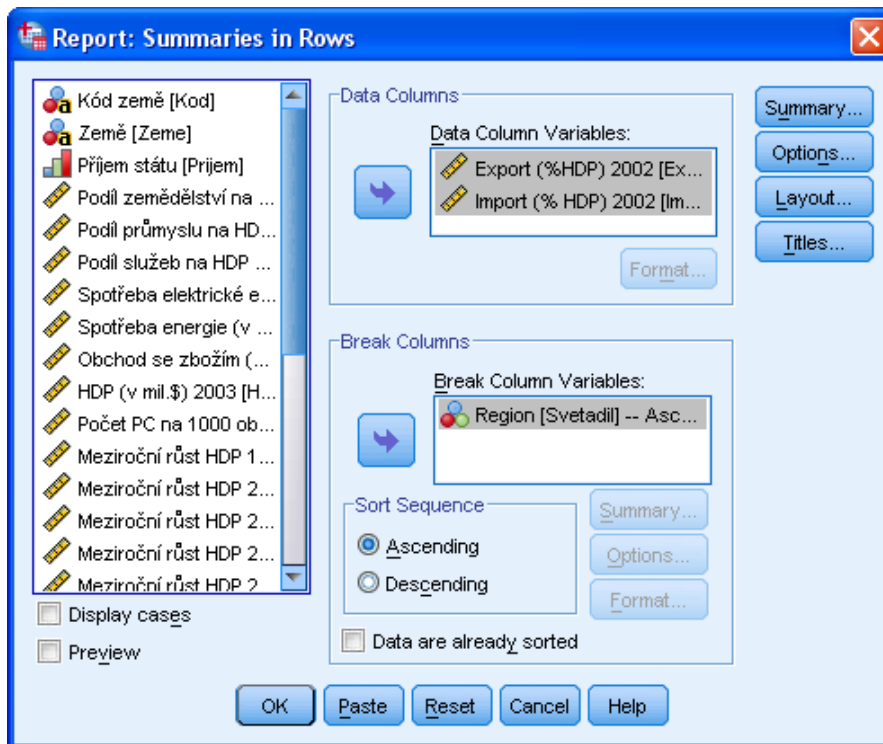 Report: Summaries in Rows
Kód země [Kod]
Země [Zeme]
Příjem státu [Prijem]
Podíl zemědělství na ...
Podíl průmyslu na HD...
Podíl služeb na HDP ...
Spotřeba elektrické e...
Spotřeba energie (v ...
Obchod se zbožím (...
HDP (v mil.$) 2003 [H...
Počet PC na 1000 ob...
Meziroční růst HDP 1...
Meziroční růst HDP 2...
Meziroční růst HDP 2...
Meziroční růst HDP 2...
Meziroční růst HDP 2
Display cases
Preview
Data Columns
Data Column Variables:
Export (%HDP) 2002 [Ex...
Import (% HDP) 2002 [Im...
Format...
Break Columns
Break Column Variables:
Region [Svetadil] -- Asc...
Sort Sequence
Ascending
Descending
Summary...
Options...
Format...
Data are already sorted
Summary...
Options...
Layout...
Titles...
OK
Paste
Reset
Cancel
Help